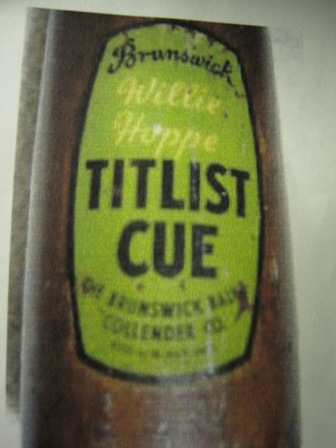 Brunswick
Willie
Hoppe
TITLIST
CUE
THE BRUNSWICK BALKE
COLLENDER CO.